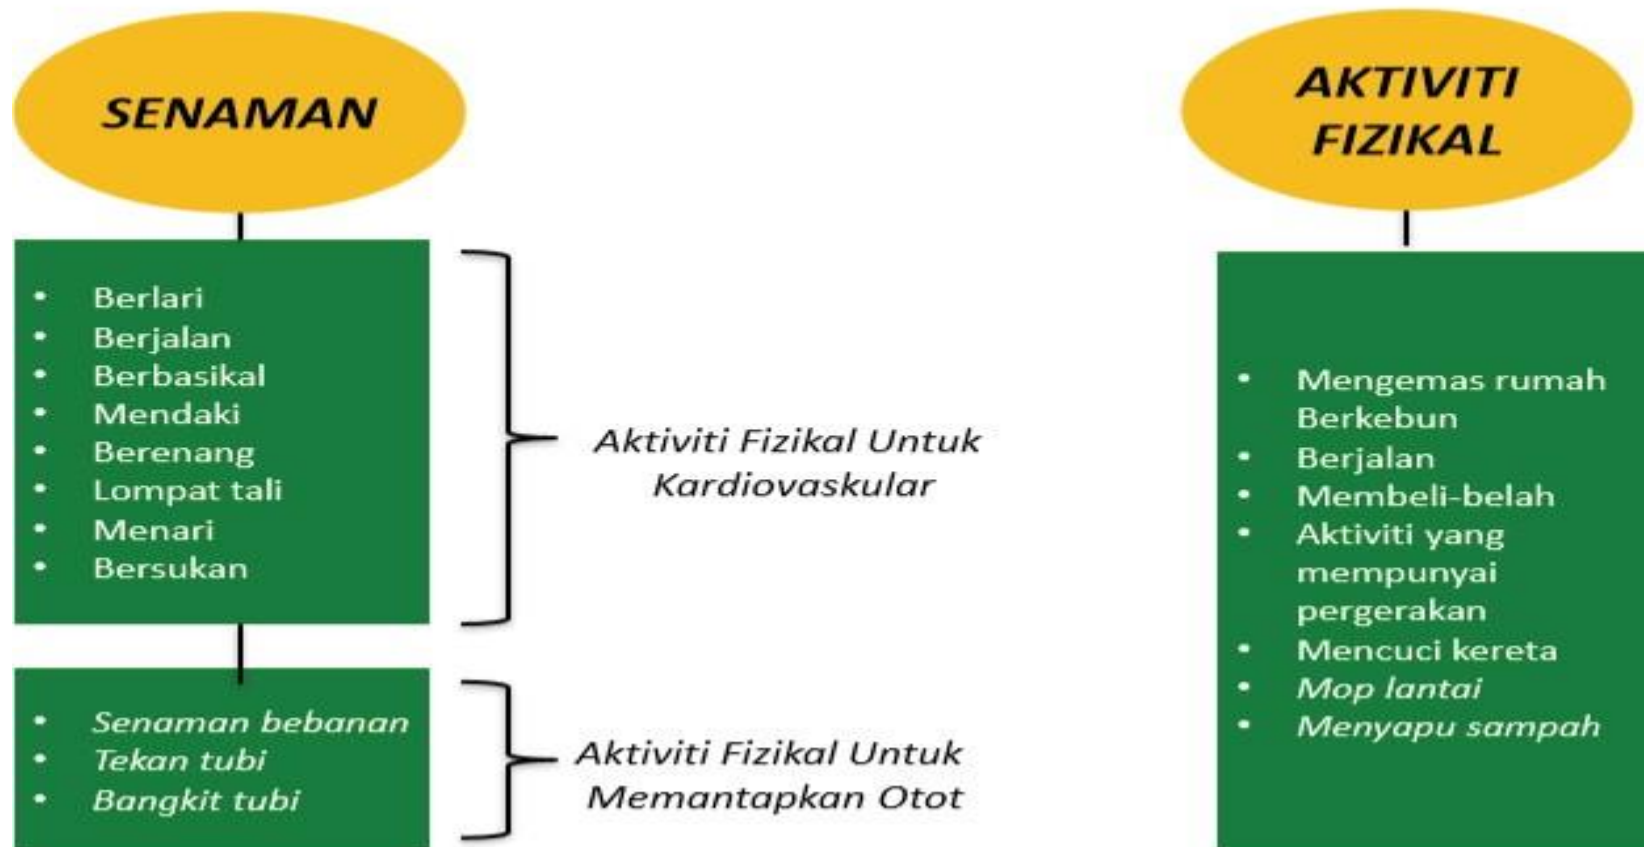 SENAMAN
• Berlari
• Berjalan
• Berbasikal
• Mendaki
• Berenang
• Lompat tali
• Menari
• Bersukan
Aktiviti Fizikal Untuk
Kardiovaskular
• Senaman bebanan
• Tekan tubi
• Bangkit tubi
Aktiviti Fizikal Untuk
Memantapkan Otot
AKTIVITI
FIZIKAL
• Mengemas rumah
Berkebun
• Berjalan
• Membeli-belah
• Aktiviti yang
mempunyai
pergerakan
• Mencuci kereta
• Mop lantai
• Menyapu sampah